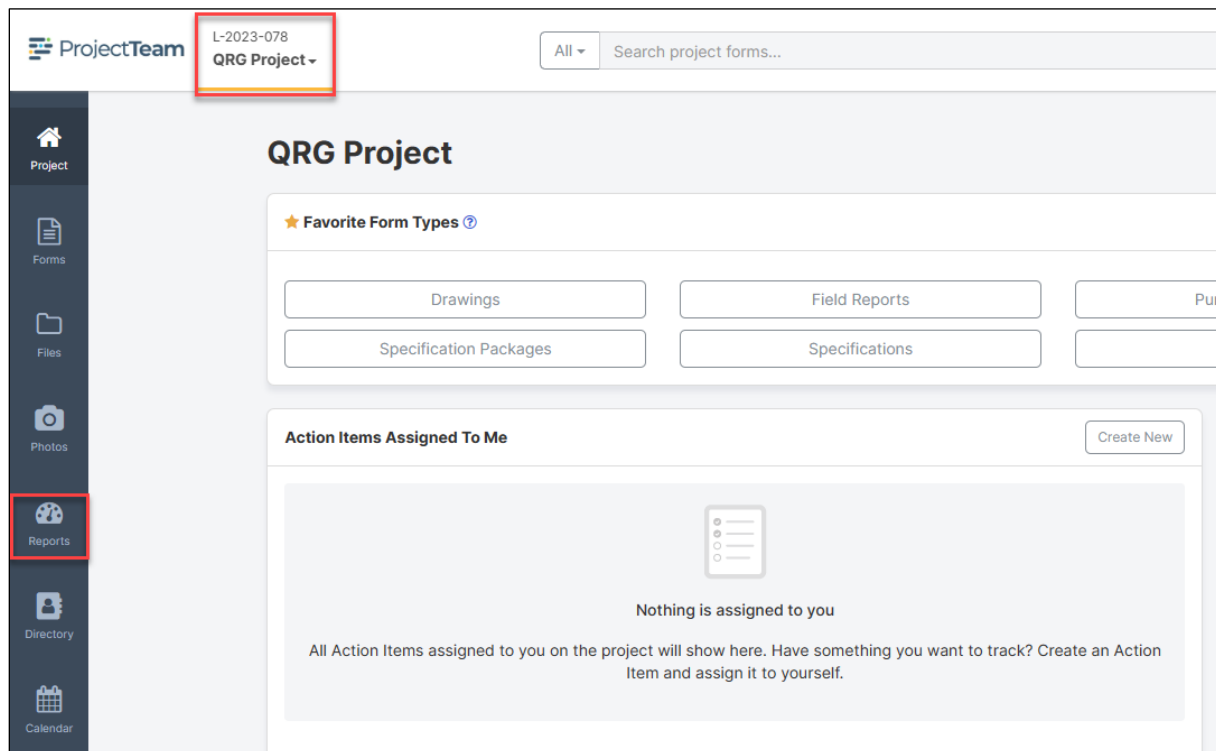 ProjectTeam
L-2023-078
QRG Project
All
Search project forms...
Project
Forms
Files
Photos
Reports
Directory
Calendar
QRG Project
Favorite Form Types
Drawings
Field Reports
Pu
Specification Packages
Specifications
Action Items Assigned To Me
Create New
Nothing is assigned to you
All Action Items assigned to you on the project will show here. Have something you want to track? Create an Action
Item and assign it to yourself.